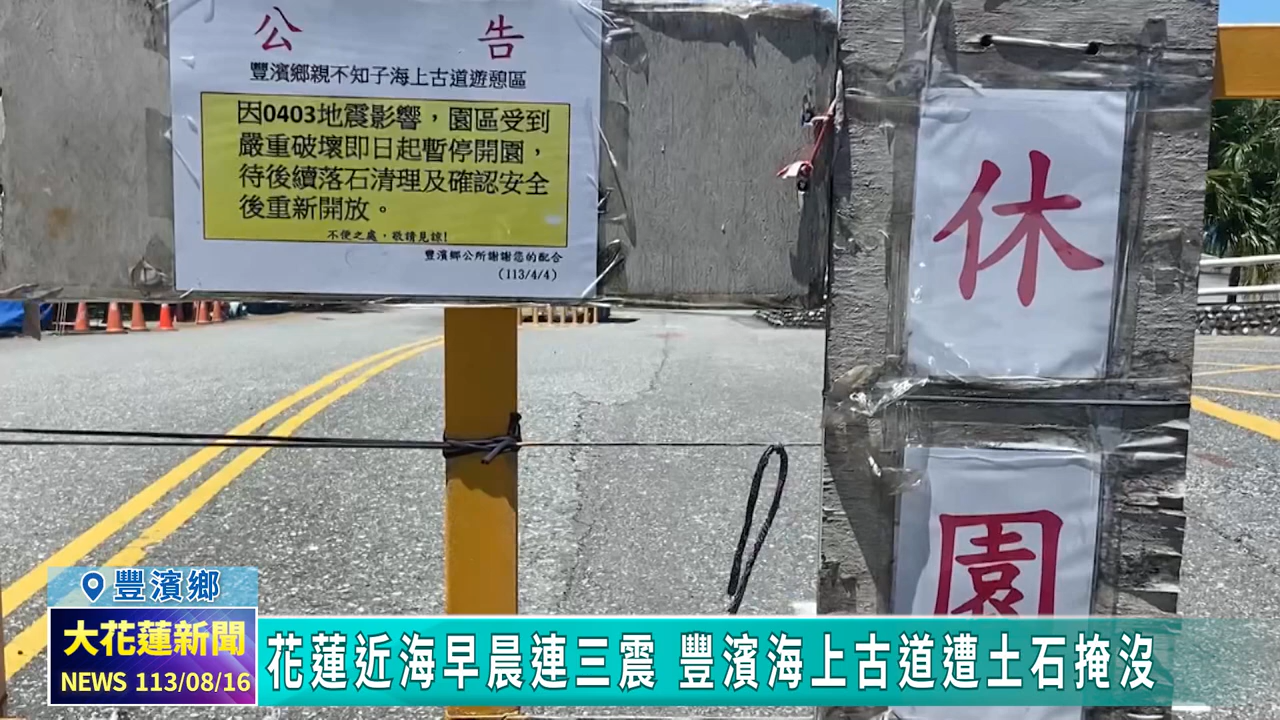 公告
豐濱鄉親不知子海上古道遊憩區
因0403地震影響，園區受到
嚴重破壞即日起暫停開園，
待後續落石清理及確認安全
後重新開放。
不便之處，敬請見諒!
豐濱鄉公所謝謝您的配合
(113/4/4)
休
園
豐濱鄉
大花蓮新聞
NEWS 113/08/16
花蓮近海早晨連三震 豐濱海上古道遭土石掩沒